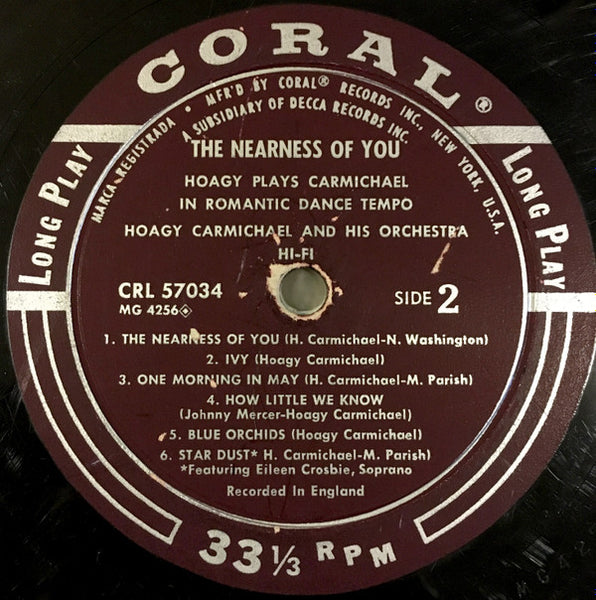 CORAL®
MARCA REGISTRADA • MFR'D BY CORAL® RECORDS INC., NEW YORK, U.S.A.
A SUBSIDIARY OF DECCA RECORDS INC.
LONG PLAY
LONG PLAY
THE NEARNESS OF YOU
HOAGY PLAYS CARMICHAEL
IN ROMANTIC DANCE TEMPO
HOAGY CARMICHAEL AND HIS ORCHESTRA
HI-FI
CRL 57034
MG 4256
SIDE 2
1. THE NEARNESS OF YOU (H. Carmichael-N. Washington)
2. IVY (Hoagy Carmichael)
3. ONE MORNING IN MAY (H. Carmichael-M. Parish)
4. HOW LITTLE WE KNOW
(Johnny Mercer-Hoagy Carmichael)
5. BLUE ORCHIDS (Hoagy Carmichael)
6. STAR DUST* H. Carmichael-M. Parish)
*Featuring Eileen Crosbie, Soprano
Recorded In England
33 1/3 RPM